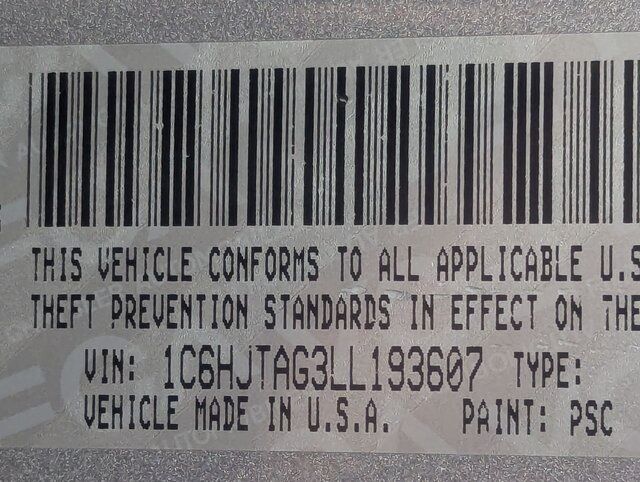 THIS VEHICLE CONFORMS TO ALL APPLICABLE U.S
THEFT PREVENTION STANDARDS IN EFFECT ON THE
VIN: 1C6HJTAG3LL193607 TYPE:
VEHICLE MADE IN U.S.A. PAINT: PSC